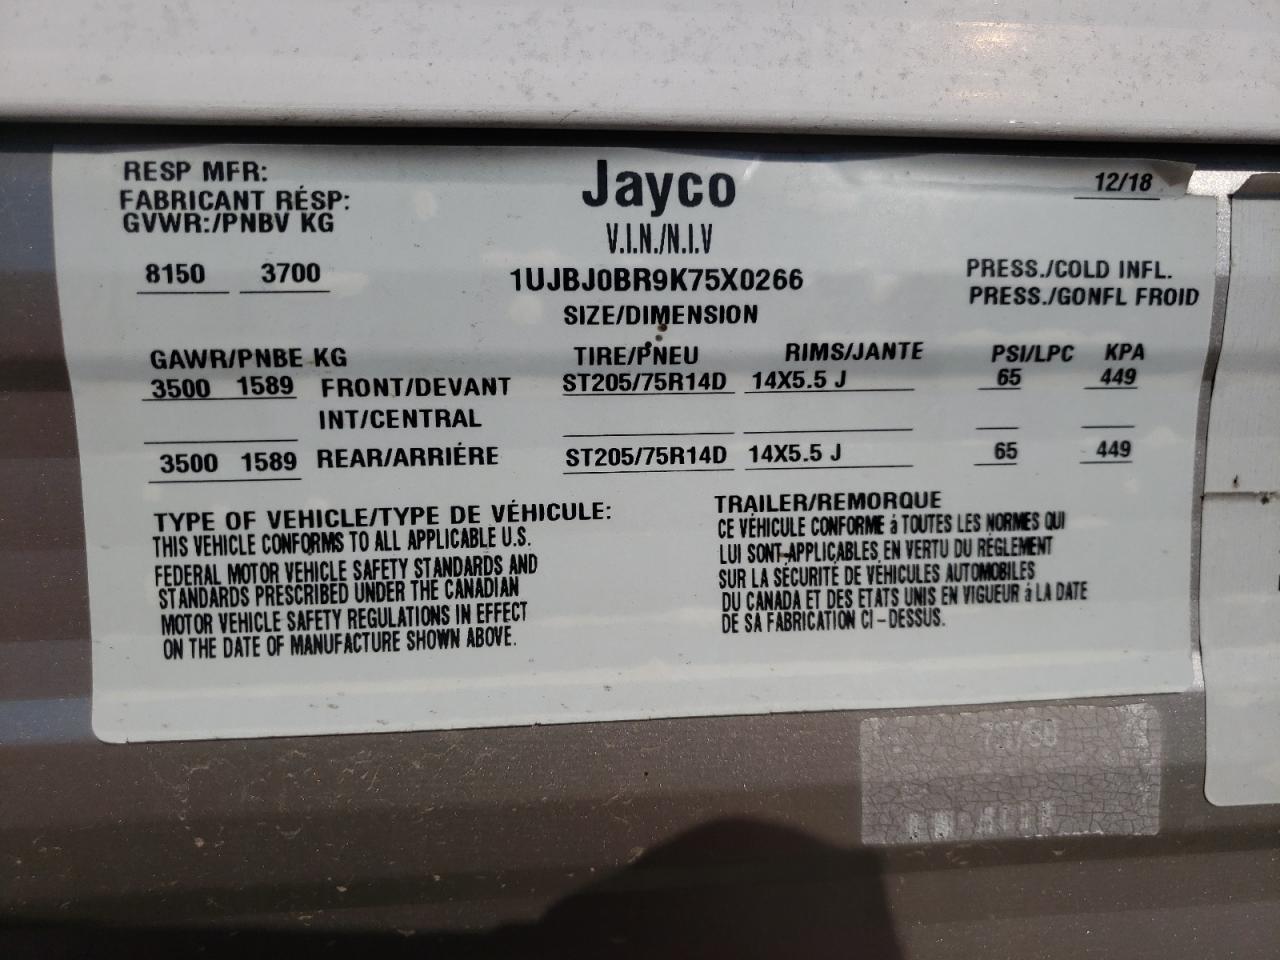 RESP MFR:
Jayco
12/18
FABRICANT RÉSP:
GVWR:/PNBV KG
V.I.N./N.I.V
8150 3700
1UJBJ0BR9K75X0266
PRESS./COLD INFL.
PRESS./GONFL FROID
SIZE/DIMENSION
GAWR/PNBE KG TIRE/PNEU RIMS/JANTE PSI/LPC KPA
3500 1589 FRONT/DEVANT ST205/75R14D 14X5.5 J 65 449
INT/CENTRAL
3500 1589 REAR/ARRIÉRE ST205/75R14D 14X5.5 J 65 449
TYPE OF VEHICLE/TYPE DE VÉHICULE:
THIS VEHICLE CONFORMS TO ALL APPLICABLE U.S.
FEDERAL MOTOR VEHICLE SAFETY STANDARDS AND
STANDARDS PRESCRIBED UNDER THE CANADIAN
MOTOR VEHICLE SAFETY REGULATIONS IN EFFECT
ON THE DATE OF MANUFACTURE SHOWN ABOVE.
TRAILER/REMORQUE
CE VÉHICULE CONFORME à TOUTES LES NORMES QUI
LUI SONT-APPLICABLES EN VERTU DU RÉGLEMENT
SUR LA SÉCURITÉ DE VÉHICULES AUTOMOBILES
DU CANADA ET DES ETATS UNIS EN VIGUEUR à LA DATE
DE SA FABRICATION CI-DESSUS.